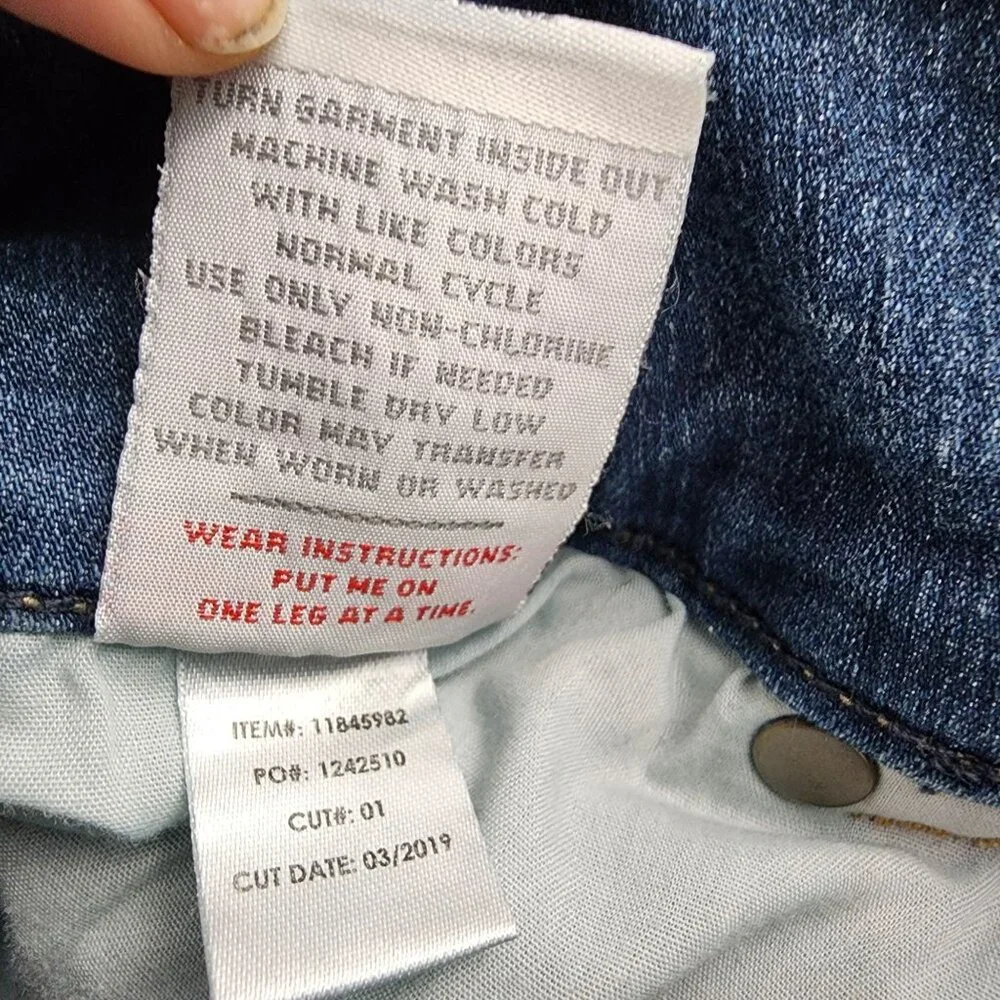 TURN GARMENT INSIDE OUT
MACHINE WASH COLD
WITH LIKE COLORS
NORMAL CYCLE
USE ONLY NON-CHLORINE
BLEACH IF NEEDED
TUMBLE DRY LOW
COLOR MAY TRANSFER
WHEN WORN OR WASHED
WEAR INSTRUCTIONS:
PUT ME ON
ONE LEG AT A TIME.
ITEM#: 11845982
PO#: 1242510
CUT#: 01
CUT DATE: 03/2019